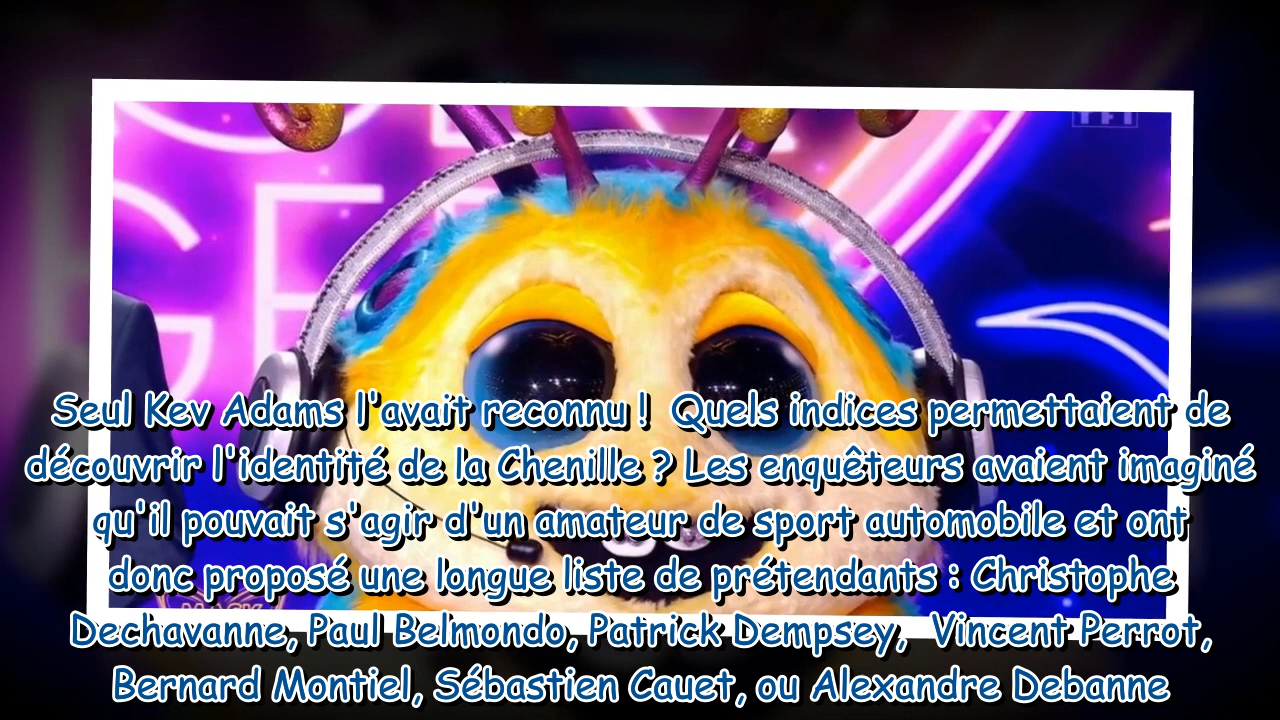 TF1
Seul Kev Adams l'avait reconnu !  Quels indices permettaient de
découvrir l'identité de la Chenille ? Les enquêteurs avaient imaginé
qu'il pouvait s'agir d'un amateur de sport automobile et ont
donc proposé une longue liste de prétendants : Christophe
MASK
Dechavanne, Paul Belmondo, Patrick Dempsey,  Vincent Perrot,
Bernard Montiel, Sébastien Cauet, ou Alexandre Debanne